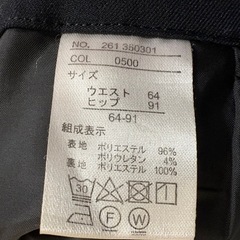 NO. 261 350301
COL 0500
サイズ
ウエスト 64
ヒップ 91
64-91
組成表示
表地 ポリエステル 96%
ポリウレタン 4%
裏地 ポリエステル 100%
30
F W